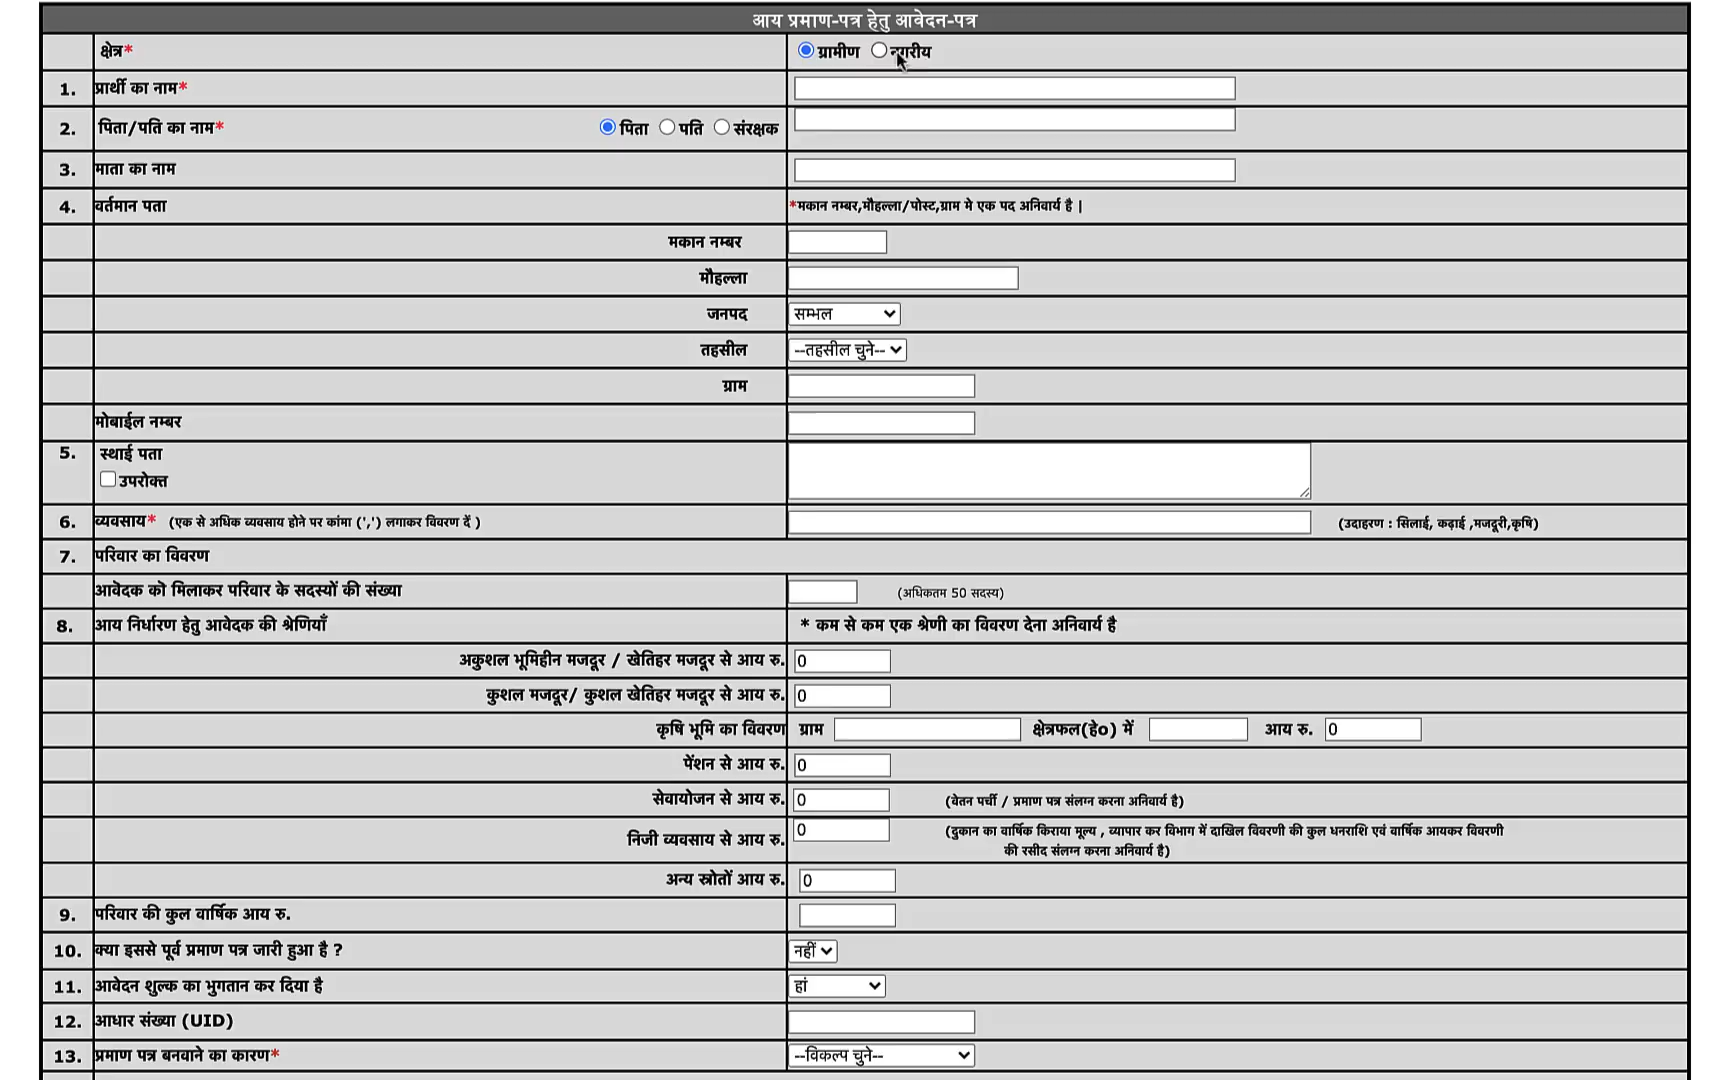 आय प्रमाण-पत्र हेतु आवेदन-पत्र
क्षेत्र* ग्रामीण नगरीय
1. प्रार्थी का नाम*
2. पिता/पति का नाम* पिता पति संरक्षक
3. माता का नाम
4. वर्तमान पता *मकान नम्बर,मौहल्ला/पोस्ट,ग्राम मे एक पद अनिवार्य है |
मकान नम्बर
मौहल्ला
जनपद सम्भल
तहसील --तहसील चुने--
ग्राम
मोबाईल नम्बर
5. स्थाई पता
उपरोक्त
6. व्यवसाय* (एक से अधिक व्यवसाय होने पर कांमा (',') लगाकर विवरण दें ) (उदाहरण : सिलाई, कढ़ाई ,मजदूरी,कृषि)
7. परिवार का विवरण
आवेदक को मिलाकर परिवार के सदस्यों की संख्या (अधिकतम 50 सदस्य)
8. आय निर्धारण हेतु आवेदक की श्रेणियाँ * कम से कम एक श्रेणी का विवरण देना अनिवार्य है
अकुशल भूमिहीन मजदूर / खेतिहर मजदूर से आय रु. 0
कुशल मजदूर/ कुशल खेतिहर मजदूर से आय रु. 0
कृषि भूमि का विवरण ग्राम क्षेत्रफल(हेo) में आय रु. 0
पेंशन से आय रु. 0
सेवायोजन से आय रु. 0 (वेतन पर्ची / प्रमाण पत्र संलग्न करना अनिवार्य है)
निजी व्यवसाय से आय रु. 0 (दुकान का वार्षिक किराया मूल्य , व्यापार कर विभाग में दाखिल विवरणी की कुल धनराशि एवं वार्षिक आयकर विवरणी
की रसीद संलग्न करना अनिवार्य है)
अन्य स्रोतों आय रु. 0
9. परिवार की कुल वार्षिक आय रु.
10. क्या इससे पूर्व प्रमाण पत्र जारी हुआ है ? नहीं
11. आवेदन शुल्क का भुगतान कर दिया है हां
12. आधार संख्या (UID)
13. प्रमाण पत्र बनवाने का कारण* --विकल्प चुने--